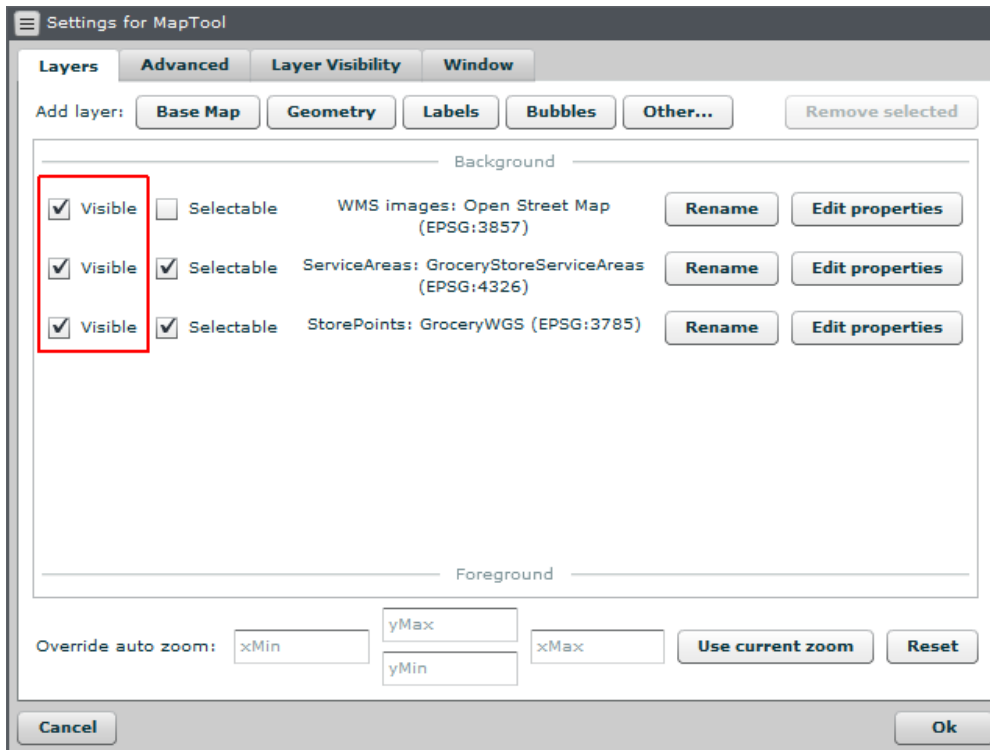 Settings for MapTool
Layers Advanced Layer Visibility Window
Add layer: Base Map Geometry Labels Bubbles Other... Remove selected
Background
Visible Selectable WMS images: Open Street Map Rename Edit properties
(EPSG:3857)
Visible Selectable ServiceAreas: GroceryStoreServiceAreas Rename Edit properties
(EPSG:4326)
Visible Selectable StorePoints: GroceryWGS (EPSG:3785) Rename Edit properties
Foreground
yMax
Override auto zoom: xMin xMax Use current zoom Reset
yMin
Cancel Ok